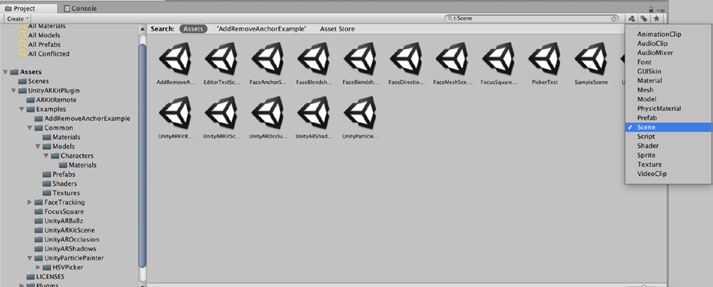 Project
Console
Create
t:Scene
All Materials
All Models
All Prefabs
All Conflicted
Assets
Scenes
UnityARKitPlugin
ARKitRemote
Examples
AddRemoveAnchorExample
Common
Materials
Models
Characters
Materials
Prefabs
Shaders
Textures
FaceTracking
FocusSquare
UnityARBallz
UnityARKitScene
UnityAROcclusion
UnityARShadows
UnityParticlePainter
HSVPicker
LICENSES
Plugins
Search: Assets "AddRemoveAnchorExample" Asset Store
AddRemoveA... EditorTestSc... FaceAnchorS... FaceBlendsh... FaceBlendsh... FaceDirectio... FaceMeshSce... FocusSquare... PickerTest SampleScene
UnityARKitR... UnityARKitSc... UnityAROcclu... UnityARShad... UnityParticle...
AnimationClip
AudioClip
AudioMixer
Font
GUISkin
Material
Mesh
Model
PhysicMaterial
Prefab
Scene
Script
Shader
Sprite
Texture
VideoClip